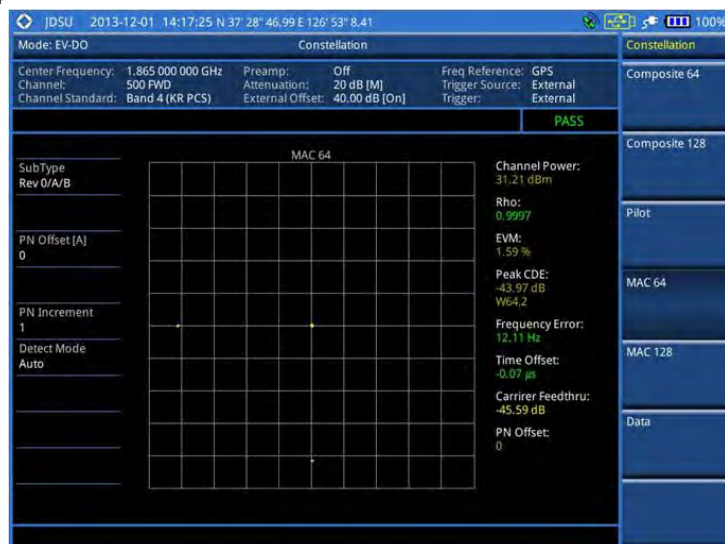 JDSU 2013-12-01 14:17:25 N 37' 28" 46.99 E 126' 53" 8.41 100%
Mode: EV-DO Constellation
Constellation
Center Frequency: 1.865 000 000 GHz Preamp: Off Freq Reference: GPS
Channel: 500 FWD Attenuation: 20 dB [M] Trigger Source: External
Channel Standard: Band 4 (KR PCS) External Offset: 40.00 dB [On] Trigger: External
PASS
MAC 64
SubType
Rev 0/A/B
PN Offset [A]
0
PN Increment
1
Detect Mode
Auto
Channel Power:
31.21 dBm
Rho:
0.9997
EVM:
1.59 %
Peak CDE:
-43.97 dB
W64,2
Frequency Error:
12.11 Hz
Time Offset:
-0.07 µs
Carrirer Feedthru:
-45.59 dB
PN Offset:
0
Composite 64
Composite 128
Pilot
MAC 64
MAC 128
Data